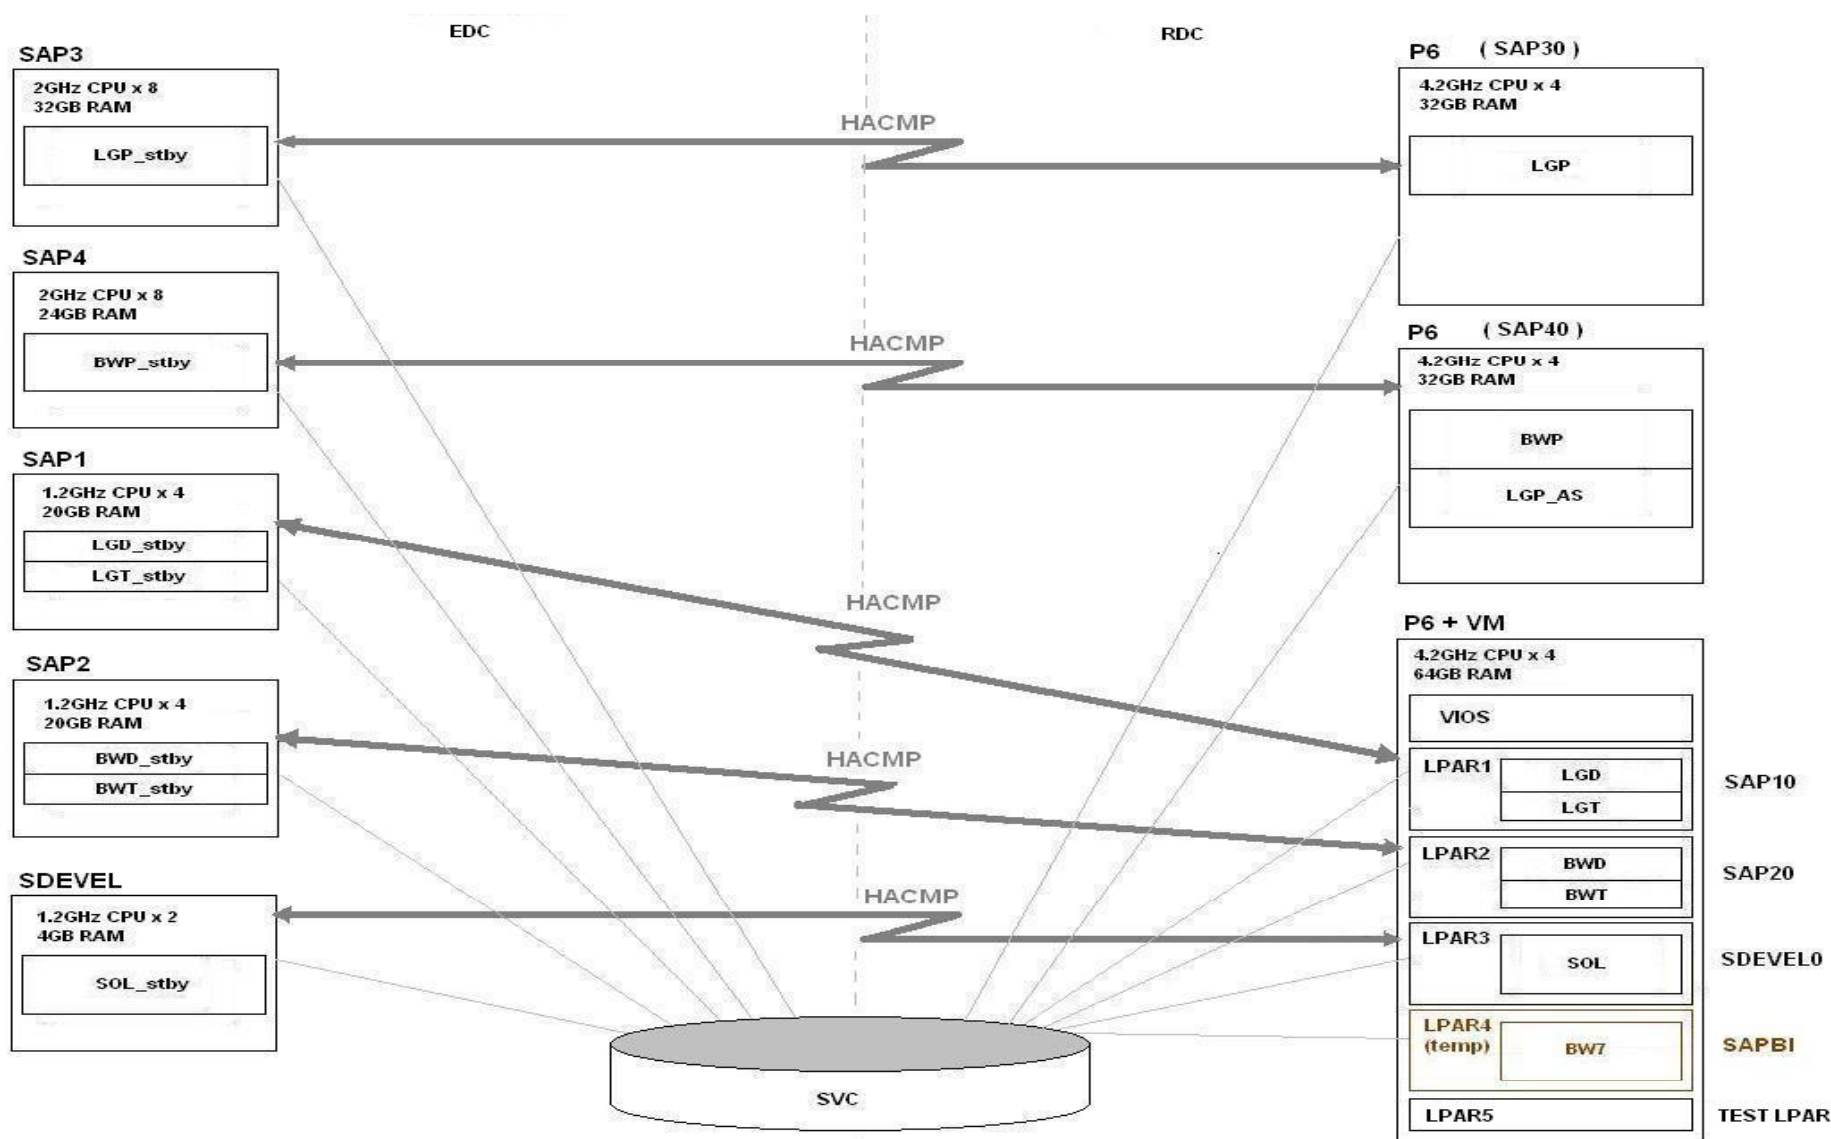 EDC
RDC
SAP3
2GHz CPU x 8
32GB RAM
LGP_stby
SAP4
2GHz CPU x 8
24GB RAM
BWP_stby
SAP1
1.2GHz CPU x 4
20GB RAM
LGD_stby
LGT_stby
SAP2
1.2GHz CPU x 4
20GB RAM
BWD_stby
BWT_stby
SDEVEL
1.2GHz CPU x 2
4GB RAM
SOL_stby
HACMP
HACMP
HACMP
HACMP
HACMP
SVC
P6 ( SAP30 )
4.2GHz CPU x 4
32GB RAM
LGP
P6 ( SAP40 )
4.2GHz CPU x 4
32GB RAM
BWP
LGP_AS
P6 + VM
4.2GHz CPU x 4
64GB RAM
VIOS
LPAR1
LGD
LGT
SAP10
LPAR2
BWD
BWT
SAP20
LPAR3
SOL
SDEVEL0
LPAR4
(temp)
BW7
SAPBI
LPAR5
TEST LPAR